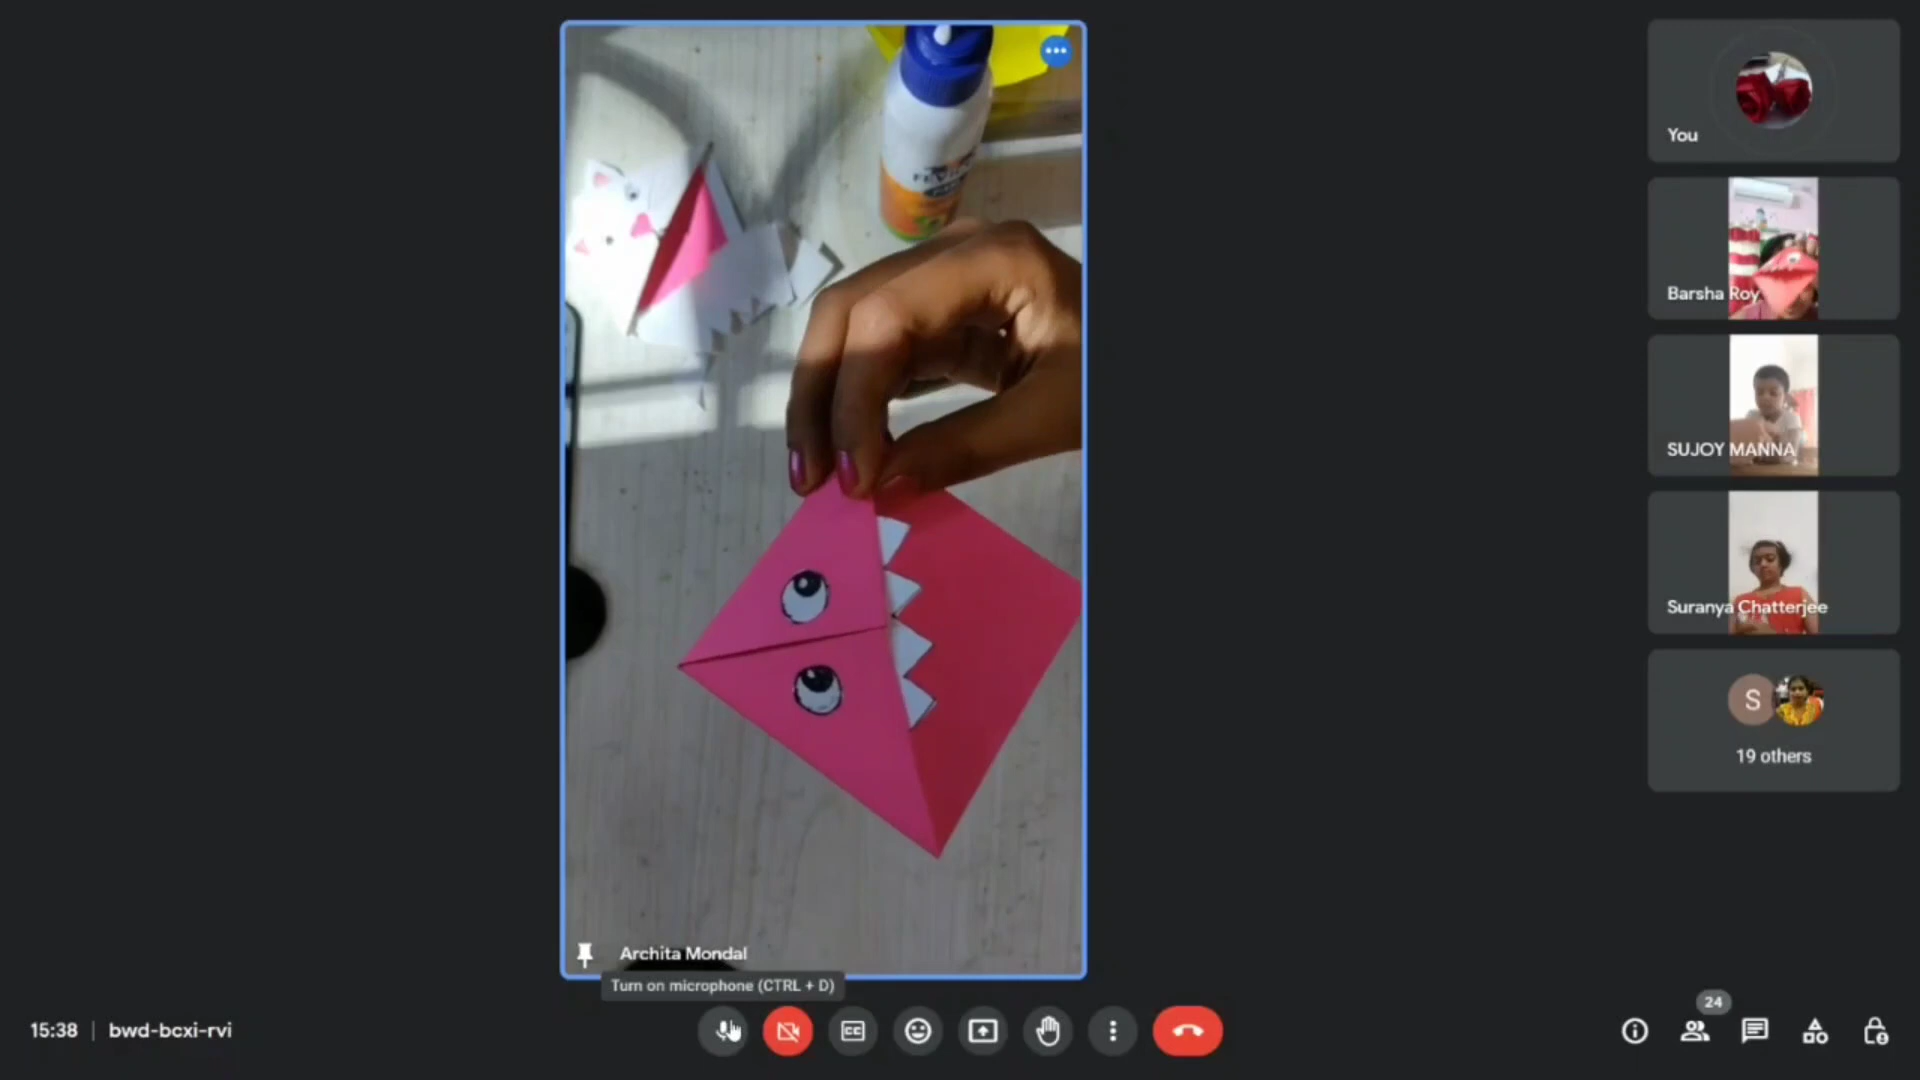 You
Barsha Roy
SUJOY MANNA
Suranya Chatterjee
S
19 others
Archita Mondal
Turn on microphone (CTRL + D)
15:38 | bwd-bcxi-rvi
CC
24